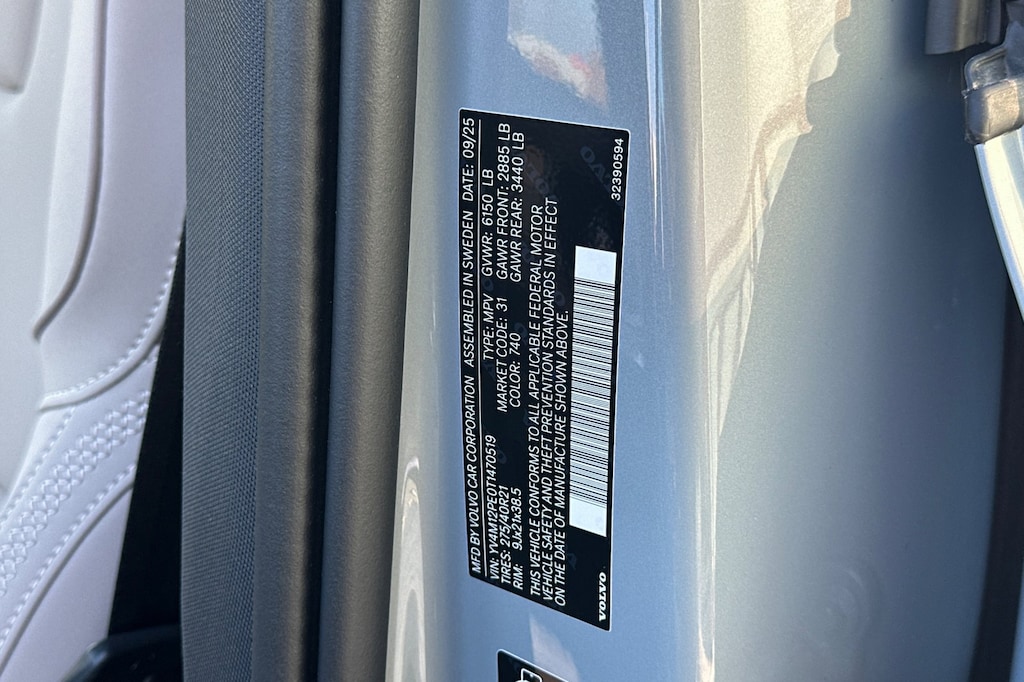 MFD BY VOLVO CAR CORPORATION ASSEMBLED IN SWEDEN DATE: 09/25
VIN: YV4M12PE0T1470519 TYPE: MPV GVWR: 6150 LB
TIRES: 275/40R21 MARKET CODE: 31 GAWR FRONT: 2885 LB
RIM: 9Jx21x38.5 COLOR: 740 GAWR REAR: 3440 LB
THIS VEHICLE CONFORMS TO ALL APPLICABLE FEDERAL MOTOR
VEHICLE SAFETY AND THEFT PREVENTION STANDARDS IN EFFECT
ON THE DATE OF MANUFACTURE SHOWN ABOVE.
VOLVO
32390594